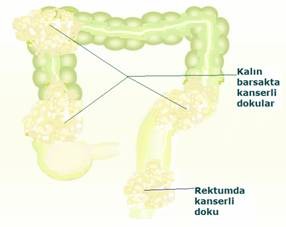 Kalın
barsakta
kanserli
dokular
Rektumda
kanserli
doku